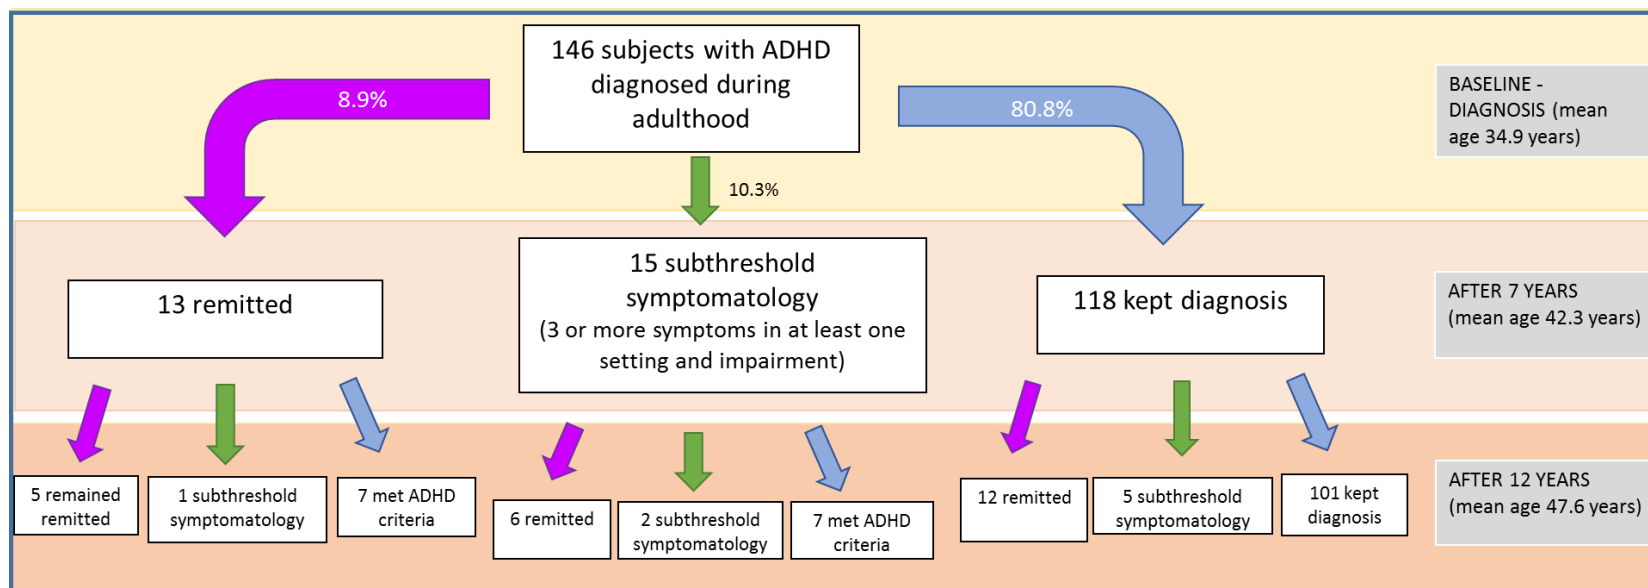 146 subjects with ADHD
diagnosed during
adulthood
8.9%
80.8%
10.3%
BASELINE -
DIAGNOSIS (mean
age 34.9 years)
13 remitted
15 subthreshold
symptomatology
(3 or more symptoms in at least one
setting and impairment)
118 kept diagnosis
AFTER 7 YEARS
(mean age 42.3 years)
5 remained
remitted
1 subthreshold
symptomatology
7 met ADHD
criteria
6 remitted
2 subthreshold
symptomatology
7 met ADHD
criteria
12 remitted
5 subthreshold
symptomatology
101 kept
diagnosis
AFTER 12 YEARS
(mean age 47.6 years)